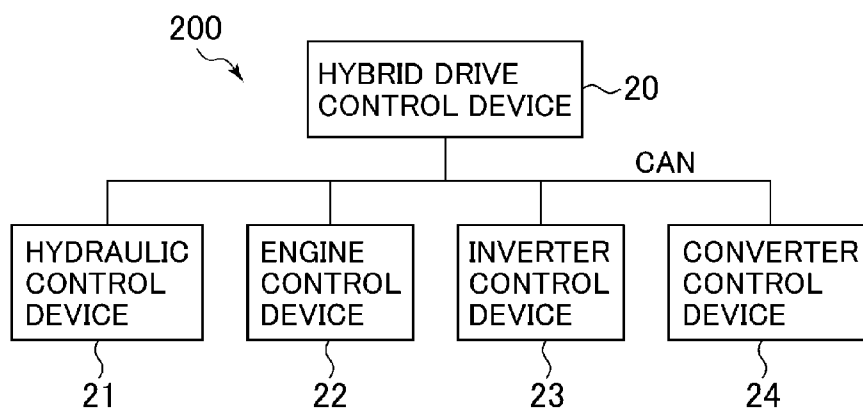 200
HYBRID DRIVE
CONTROL DEVICE
20
CAN
HYDRAULIC
CONTROL
DEVICE
ENGINE
CONTROL
DEVICE
INVERTER
CONTROL
DEVICE
CONVERTER
CONTROL
DEVICE
21
22
23
24